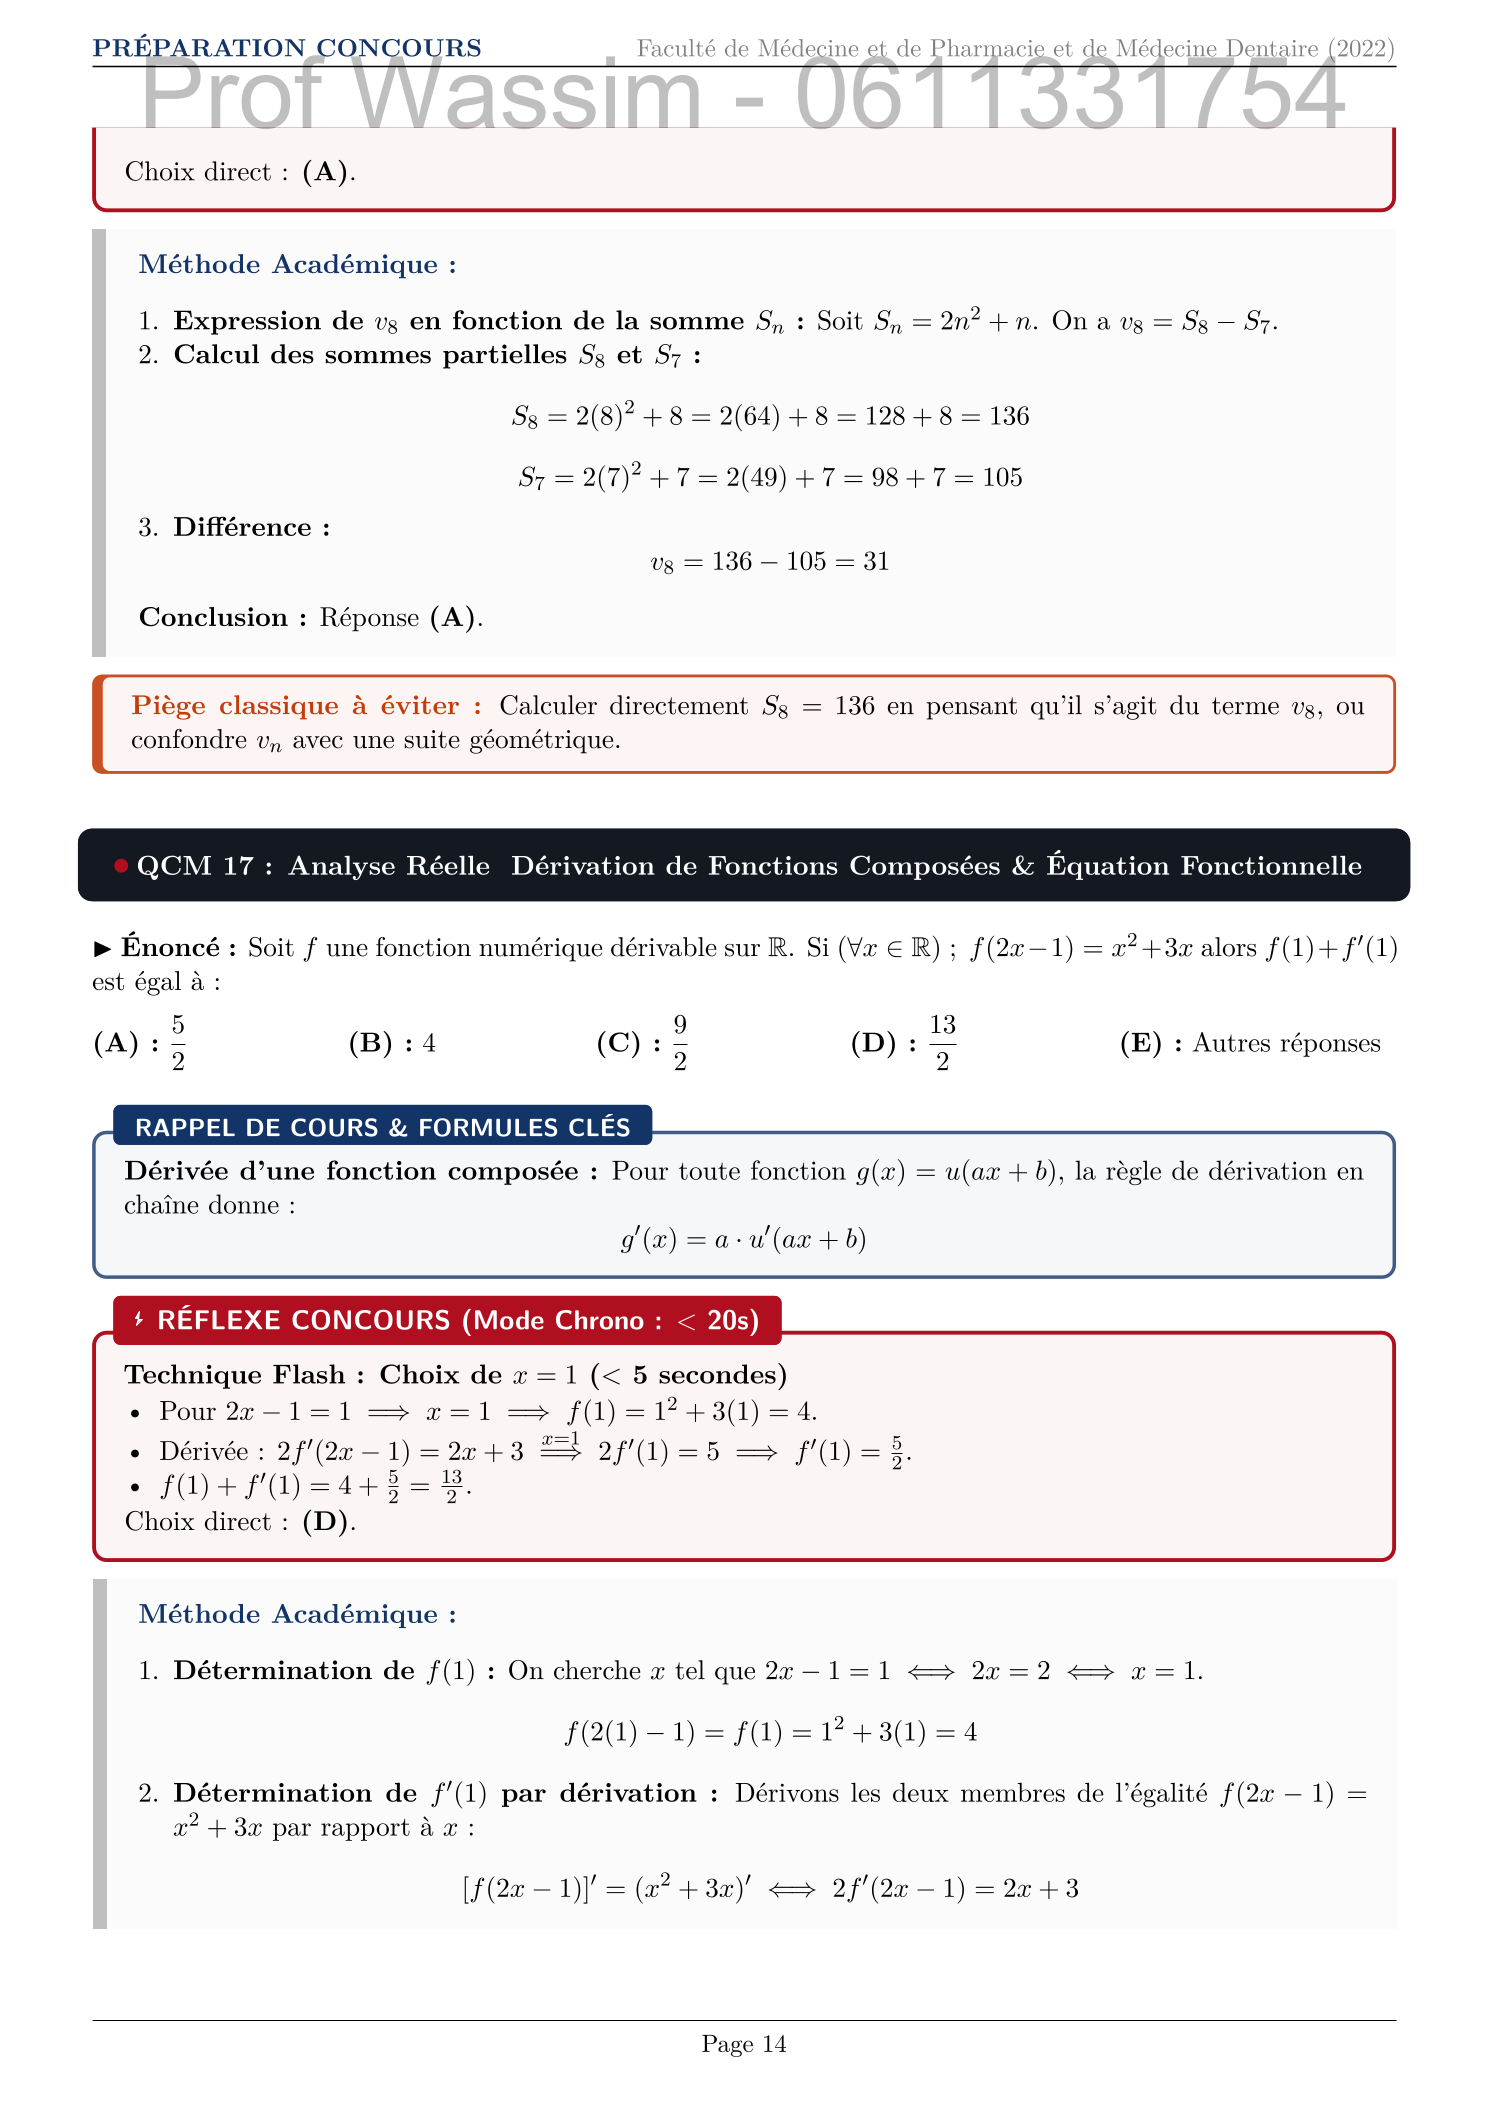 PRÉPARATION CONCOURS Faculté de Médecine et de Pharmacie et de Médecine Dentaire (2022)
Prof Wassim - 0611331754
Choix direct : (A).
Méthode Académique :
1. Expression de v₈ en fonction de la somme Sₙ : Soit Sₙ = 2n² + n. On a v₈ = S₈ − S₇.
2. Calcul des sommes partielles S₈ et S₇ :
S₈ = 2(8)² + 8 = 2(64) + 8 = 128 + 8 = 136
S₇ = 2(7)² + 7 = 2(49) + 7 = 98 + 7 = 105
3. Différence :
v₈ = 136 − 105 = 31
Conclusion : Réponse (A).
Piège classique à éviter : Calculer directement S₈ = 136 en pensant qu'il s'agit du terme v₈, ou
confondre vₙ avec une suite géométrique.
• QCM 17 : Analyse Réelle Dérivation de Fonctions Composées & Équation Fonctionnelle
▶ Énoncé : Soit f une fonction numérique dérivable sur ℝ. Si (∀x ∈ ℝ) ; f(2x−1) = x²+3x alors f(1)+f′(1)
est égal à :
(A) : 5/2 (B) : 4 (C) : 9/2 (D) : 13/2 (E) : Autres réponses
RAPPEL DE COURS & FORMULES CLÉS
Dérivée d'une fonction composée : Pour toute fonction g(x) = u(ax + b), la règle de dérivation en
chaîne donne :
g′(x) = a · u′(ax + b)
⚡ RÉFLEXE CONCOURS (Mode Chrono : < 20s)
Technique Flash : Choix de x = 1 (< 5 secondes)
• Pour 2x − 1 = 1 ⟹ x = 1 ⟹ f(1) = 1² + 3(1) = 4.
• Dérivée : 2f′(2x − 1) = 2x + 3 x=1⟹ 2f′(1) = 5 ⟹ f′(1) = 5/2.
• f(1) + f′(1) = 4 + 5/2 = 13/2.
Choix direct : (D).
Méthode Académique :
1. Détermination de f(1) : On cherche x tel que 2x − 1 = 1 ⟺ 2x = 2 ⟺ x = 1.
f(2(1) − 1) = f(1) = 1² + 3(1) = 4
2. Détermination de f′(1) par dérivation : Dérivons les deux membres de l'égalité f(2x − 1) =
x² + 3x par rapport à x :
[f(2x − 1)]′ = (x² + 3x)′ ⟺ 2f′(2x − 1) = 2x + 3
Page 14